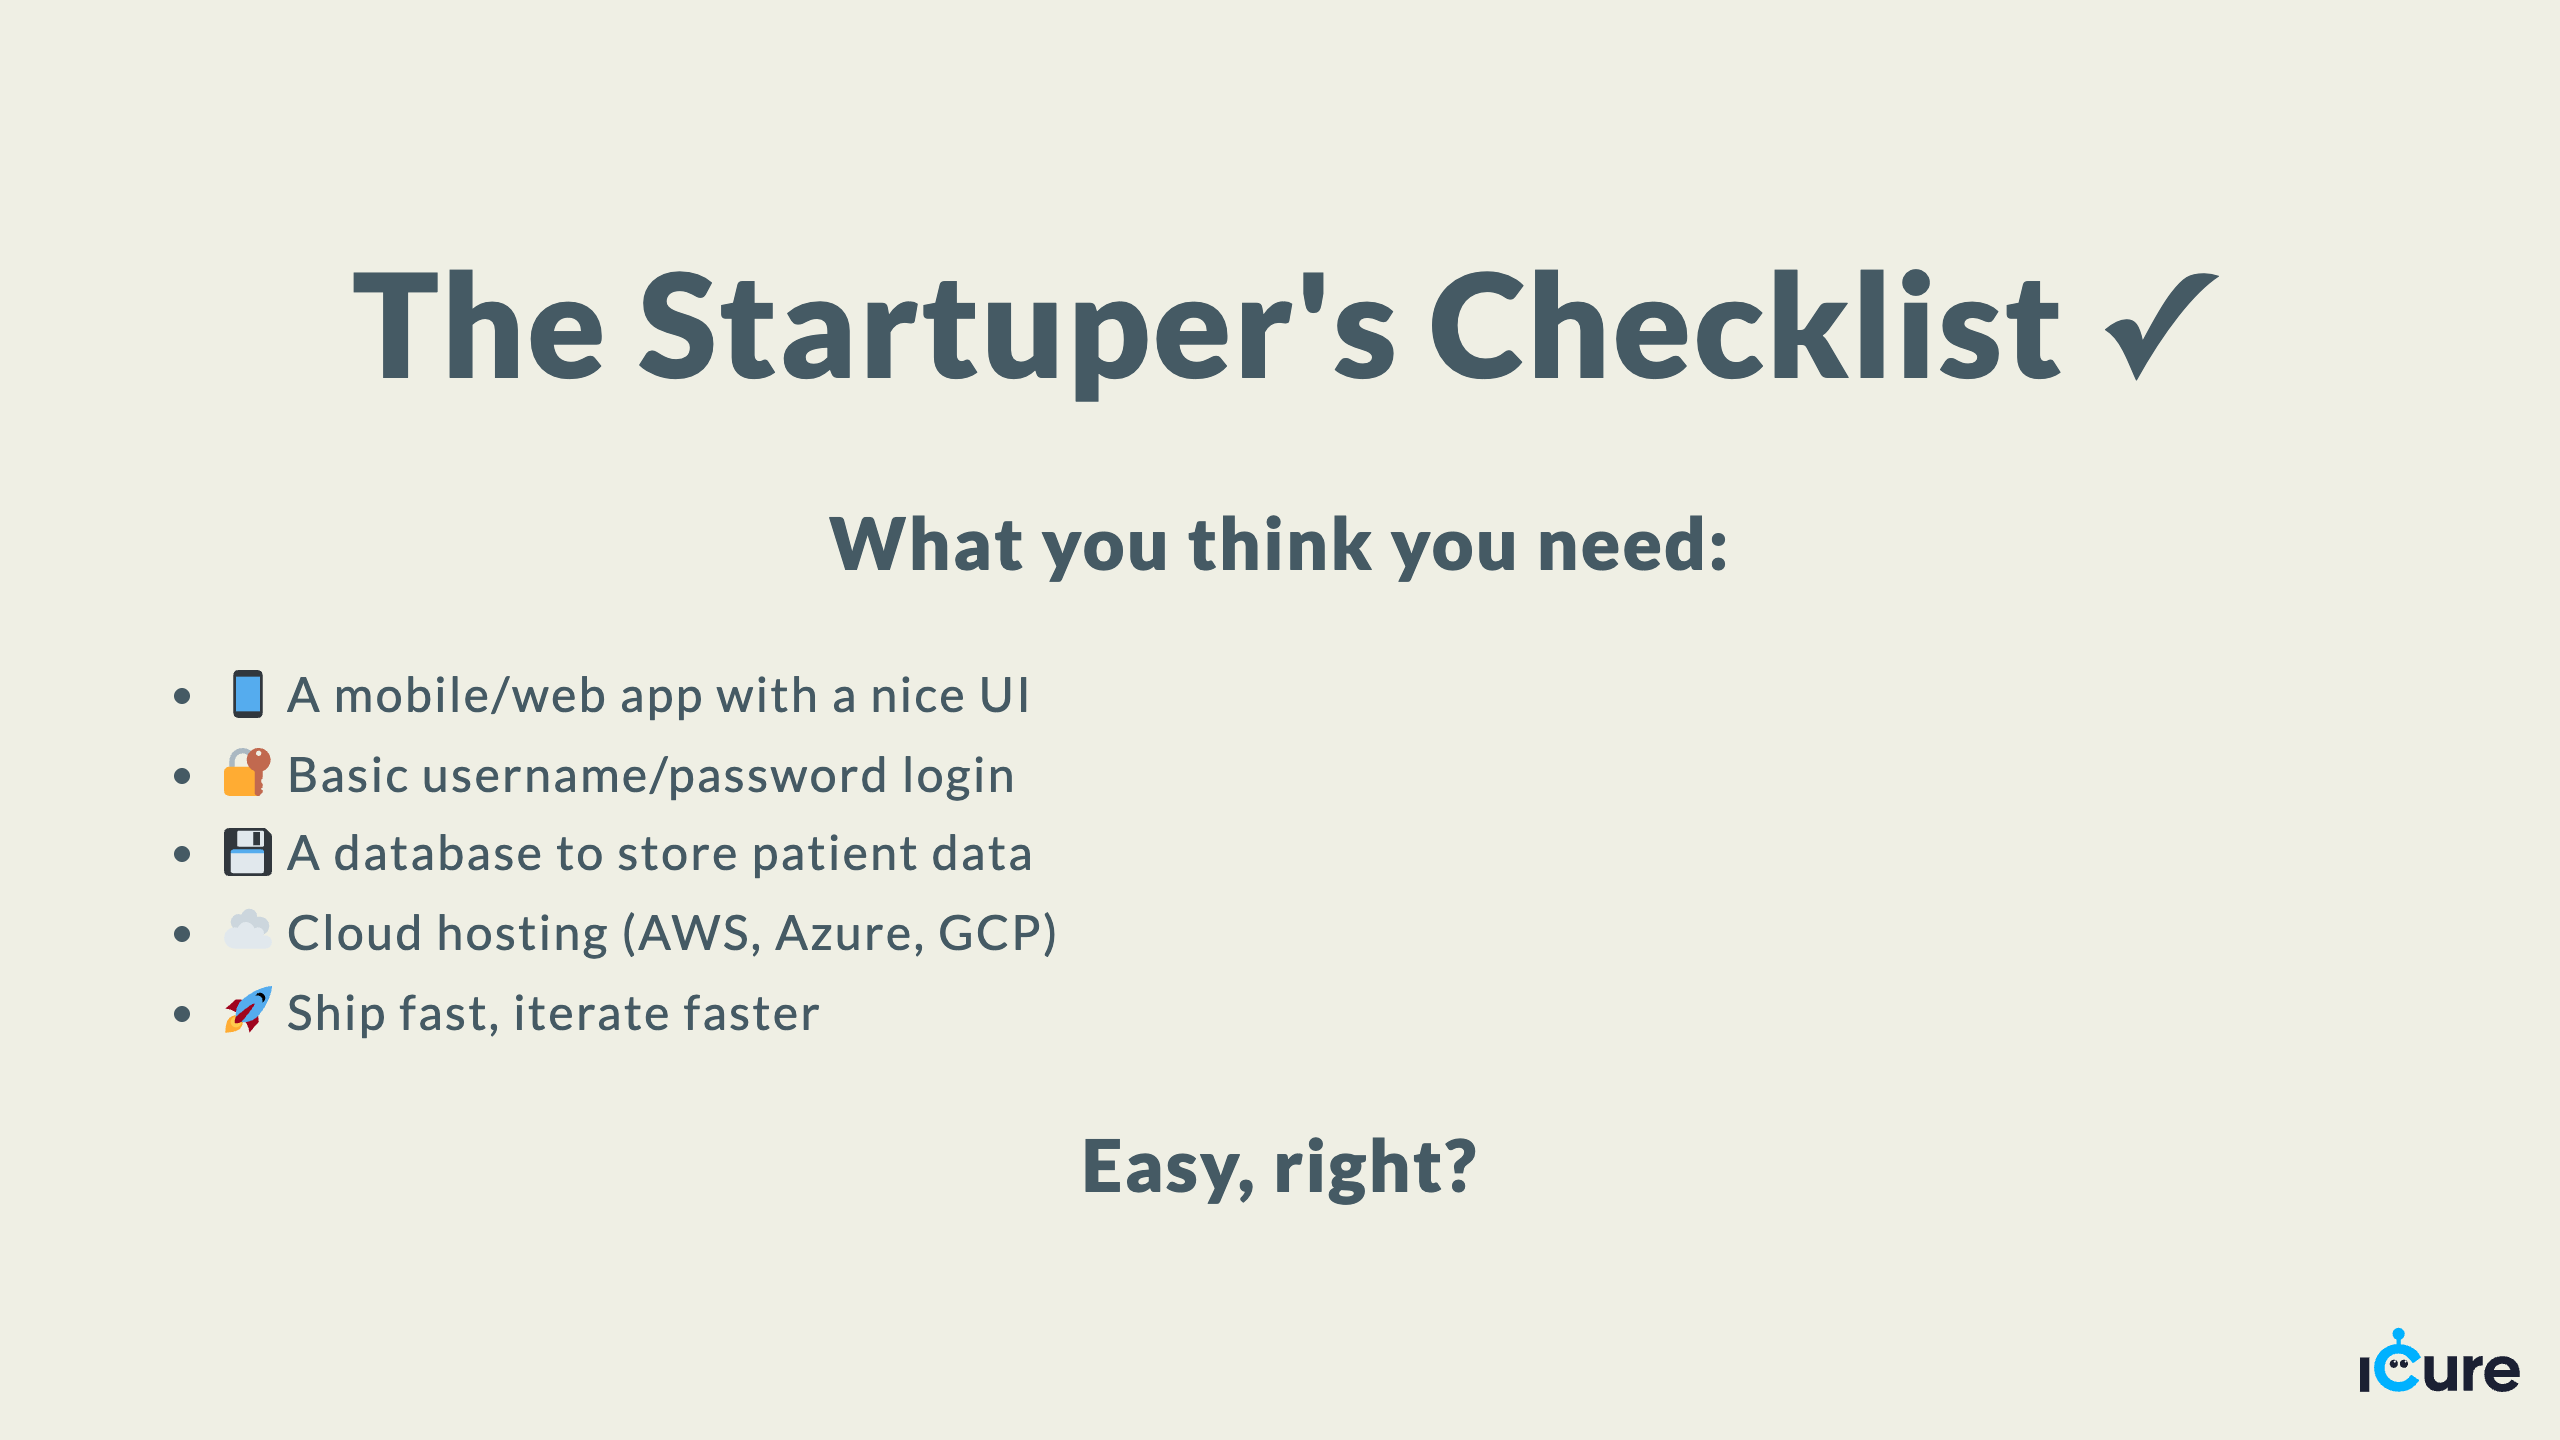 The Startuper's Checklist ✓
What you think you need:
• 📱 A mobile/web app with a nice UI
• 🔐 Basic username/password login
• 💾 A database to store patient data
• ☁️ Cloud hosting (AWS, Azure, GCP)
• 🚀 Ship fast, iterate faster
Easy, right?
iCure